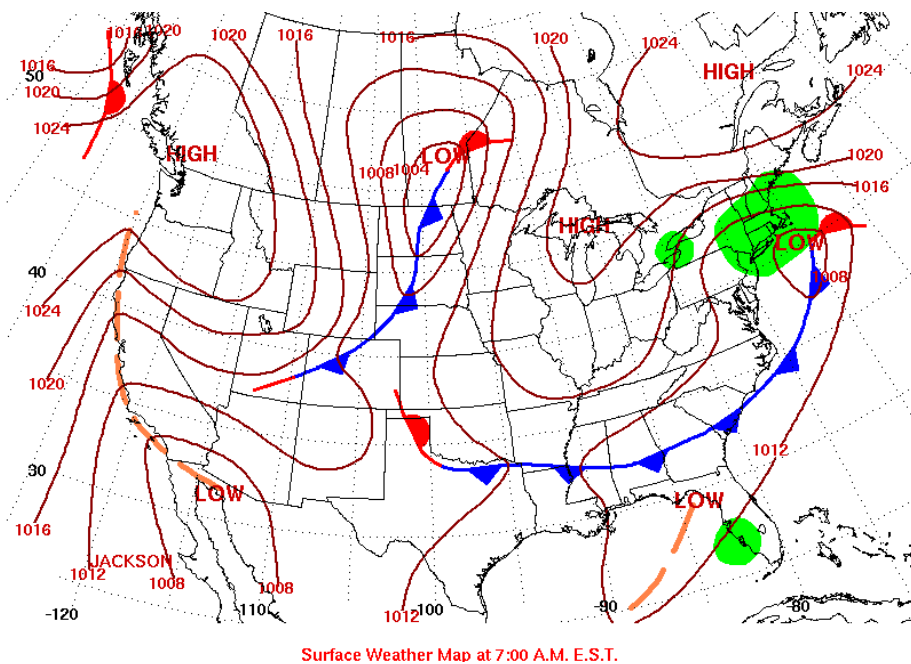 1016 1020 1020 1016 1016 1020 1024
1016
50
1020
1024
HIGH
1024
HIGH
LOW
1008 1004
1020
1016
HIGH
LOW
40
1008
1024
1020
1012
30
LOW
LOW
1016
JACKSON
1012 1008 1008
-120 -110 -100 -90 -80
1012
Surface Weather Map at 7:00 A.M. E.S.T.